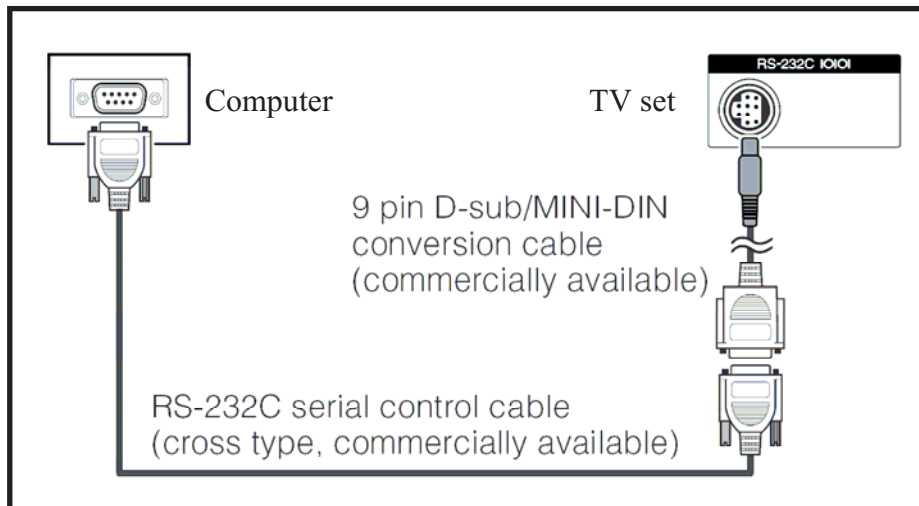 RS-232C IOIOI
Computer
TV set
9 pin D-sub/MINI-DIN
conversion cable
(commercially available)
RS-232C serial control cable
(cross type, commercially available)